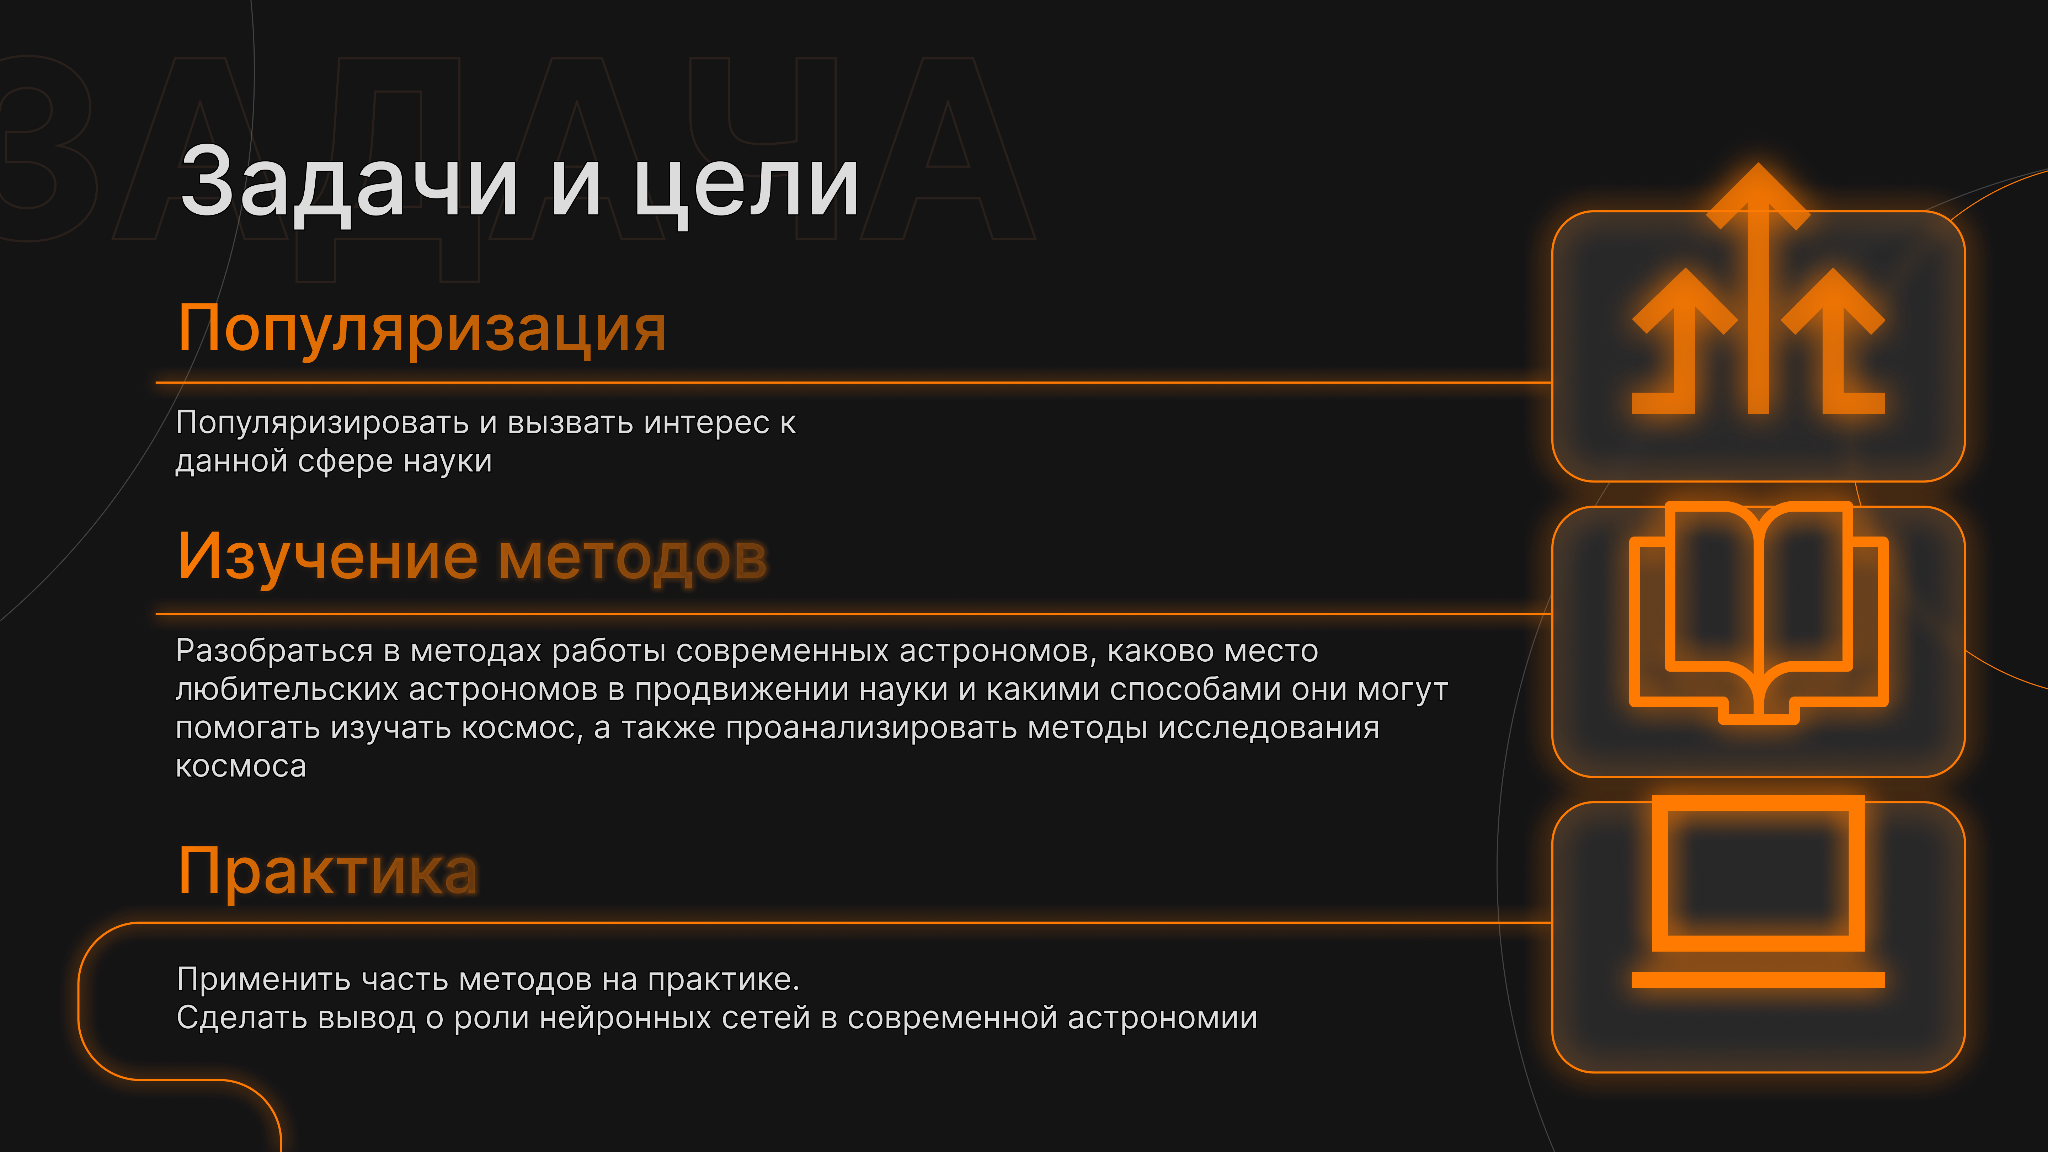 ЗАДАЧА
Задачи и цели
Популяризация
Популяризировать и вызвать интерес к
данной сфере науки
Изучение методов
Разобраться в методах работы современных астрономов, каково место
любительских астрономов в продвижении науки и какими способами они могут
помогать изучать космос, а также проанализировать методы исследования
космоса
Практика
Применить часть методов на практике.
Сделать вывод о роли нейронных сетей в современной астрономии